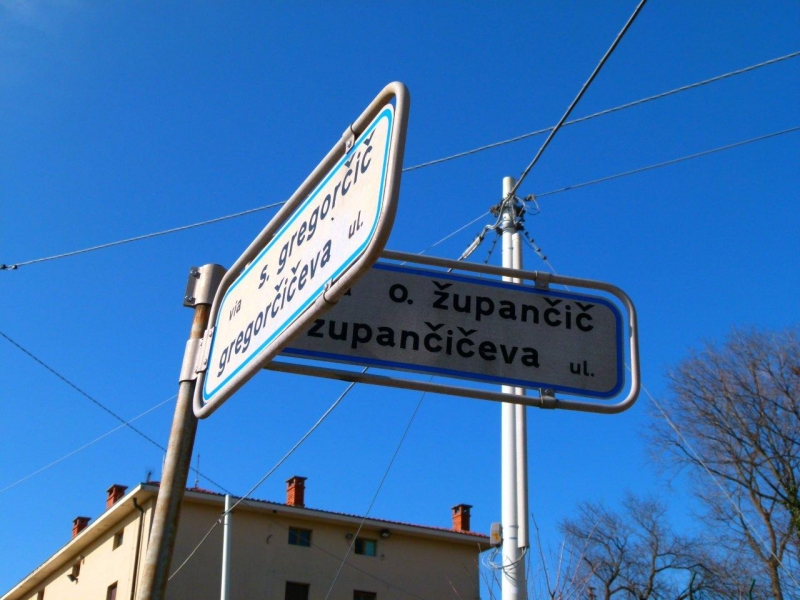 via s. gregorčič
gregorčičeva ul.
o. župančič
župančičeva ul.